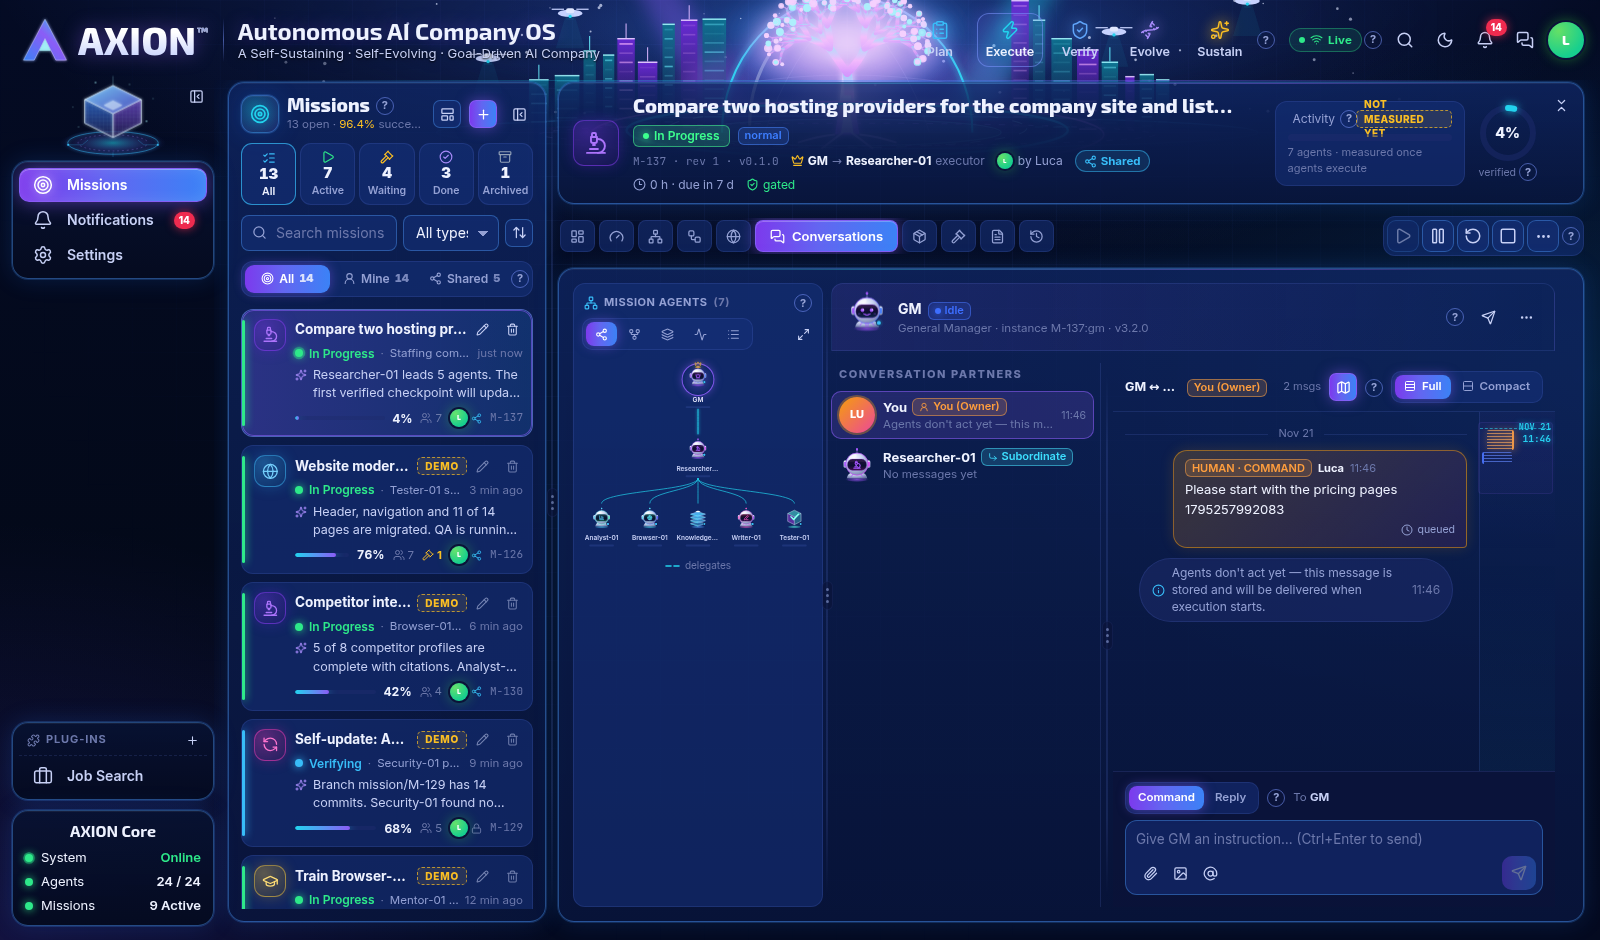 AXION™
Autonomous AI Company OS
A Self-Sustaining · Self-Evolving · Goal-Driven AI Company
Plan
Execute
Verify
Evolve
Sustain
?
Live
?
14
L
Missions
Notifications
14
Settings
PLUG-INS
+
Job Search
AXION Core
System
Online
Agents
24 / 24
Missions
9 Active
Missions
?
13 open · 96.4% succe...
+
13
All
7
Active
4
Waiting
3
Done
1
Archived
Search missions
All types
All 14
Mine 14
Shared 5
?
Compare two hosting pr...
In Progress · Staffing com... just now
Researcher-01 leads 5 agents. The
first verified checkpoint will upda...
4% 7 L M-137
Website moder... DEMO
In Progress · Tester-01 s... 3 min ago
Header, navigation and 11 of 14
pages are migrated. QA is runnin...
76% 7 1 L M-126
Competitor inte... DEMO
In Progress · Browser-01... 6 min ago
5 of 8 competitor profiles are
complete with citations. Analyst-...
42% 4 L M-130
Self-update: A... DEMO
Verifying · Security-01 p... 9 min ago
Branch mission/M-129 has 14
commits. Security-01 found no...
68% 5 L M-129
Train Browser-... DEMO
In Progress · Mentor-01 ... 12 min ago
Compare two hosting providers for the company site and list...
In Progress
normal
M-137 · rev 1 · v0.1.0
GM → Researcher-01 executor
L by Luca
Shared
0 h · due in 7 d
gated
Activity ?
NOT
MEASURED
YET
7 agents · measured once
agents execute
4%
verified ?
Conversations
?
MISSION AGENTS (7)
?
GM
Researcher...
Analyst-01
Browser-01
Knowledge...
Writer-01
Tester-01
delegates
GM
Idle
General Manager · instance M-137:gm · v3.2.0
?
CONVERSATION PARTNERS
LU
You
You (Owner)
11:46
Agents don't act yet — this m...
Researcher-01
Subordinate
No messages yet
GM ↔ ...
You (Owner)
2 msgs
?
Full
Compact
Nov 21
NOV 21
11:46
HUMAN · COMMAND Luca 11:46
Please start with the pricing pages
1795257992083
queued
Agents don't act yet — this message is
stored and will be delivered when
execution starts.
11:46
Command
Reply
?
To GM
Give GM an instruction... (Ctrl+Enter to send)